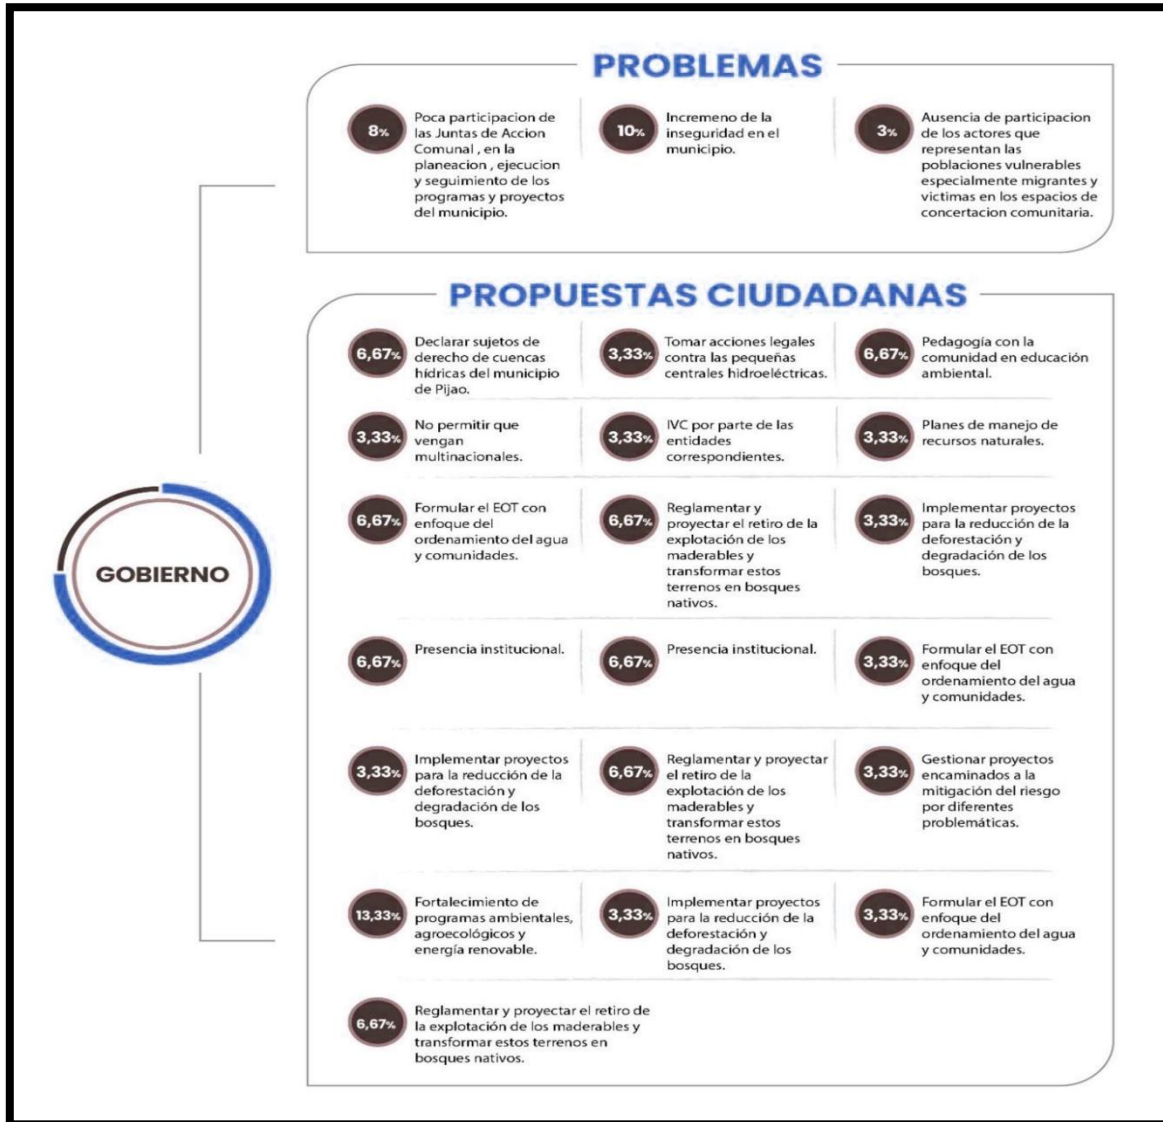 PROBLEMAS
8%
Poca participacion de
las Juntas de Accion
Comunal , en la
planeacion , ejecucion
y seguimiento de los
programas y proyectos
del municipio.
10%
Incremeno de la
inseguridad en el
municipio.
3%
Ausencia de participacion
de los actores que
representan las
poblaciones vulnerables
especialmente migrantes y
victimas en los espacios de
concertacion comunitaria.
PROPUESTAS CIUDADANAS
6,67%
Declarar sujetos de
derecho de cuencas
hídricas del municipio
de Pijao.
3,33%
Tomar acciones legales
contra las pequeñas
centrales hidroeléctricas.
6,67%
Pedagogía con la
comunidad en educación
ambiental.
3,33%
No permitir que
vengan
multinacionales.
3,33%
IVC por parte de las
entidades
correspondientes.
3,33%
Planes de manejo de
recursos naturales.
6,67%
Formular el EOT con
enfoque del
ordenamiento del agua
y comunidades.
6,67%
Reglamentar y
proyectar el retiro de la
explotación de los
maderables y
transformar estos
terrenos en bosques
nativos.
3,33%
Implementar proyectos
para la reducción de la
deforestación y
degradación de los
bosques.
GOBIERNO
6,67%
Presencia institucional.
6,67%
Presencia institucional.
3,33%
Formular el EOT con
enfoque del
ordenamiento del agua
y comunidades.
3,33%
Implementar proyectos
para la reducción de la
deforestación y
degradación de los
bosques.
6,67%
Reglamentar y proyectar
el retiro de la
explotación de los
maderables y
transformar estos
terrenos en bosques
nativos.
3,33%
Gestionar proyectos
encaminados a la
mitigación del riesgo
por diferentes
problemáticas.
13,33%
Fortalecimiento de
programas ambientales,
agroecológicos y
energía renovable.
3,33%
Implementar proyectos
para la reducción de la
deforestación y
degradación de los
bosques.
3,33%
Formular el EOT con
enfoque del
ordenamiento del agua
y comunidades.
6,67%
Reglamentar y proyectar el retiro de
la explotación de los maderables y
transformar estos terrenos en
bosques nativos.